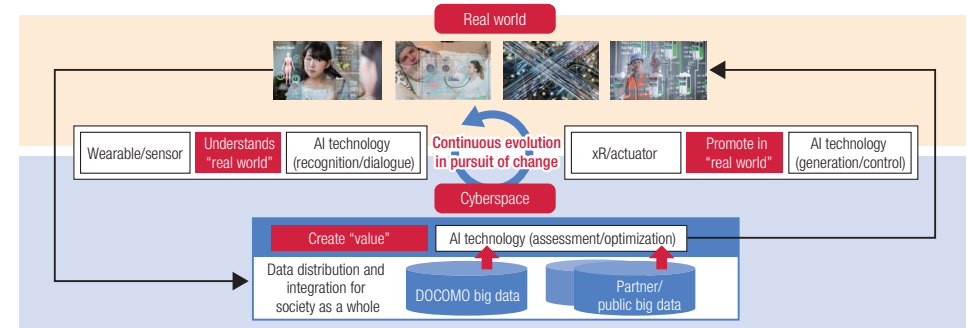 Real world
Wearable/sensor
Understands
“real world”
AI technology
(recognition/dialogue)
Continuous evolution
in pursuit of change
xR/actuator
Promote in
“real world”
AI technology
(generation/control)
Cyberspace
Create “value”
AI technology (assessment/optimization)
Data distribution and
integration for
society as a whole
DOCOMO big data
Partner/
public big data